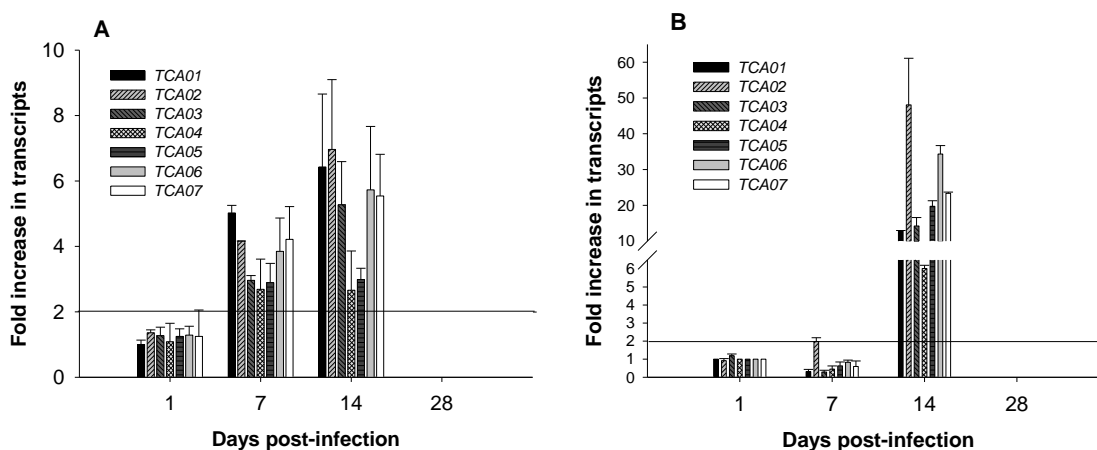 A
Fold increase in transcripts
10
8
6
4
2
0
TCA01
TCA02
TCA03
TCA04
TCA05
TCA06
TCA07
1 7 14 28
Days post-infection
B
Fold increase in transcripts
60
50
40
30
20
10
6
5
4
3
2
1
0
TCA01
TCA02
TCA03
TCA04
TCA05
TCA06
TCA07
1 7 14 28
Days post-infection